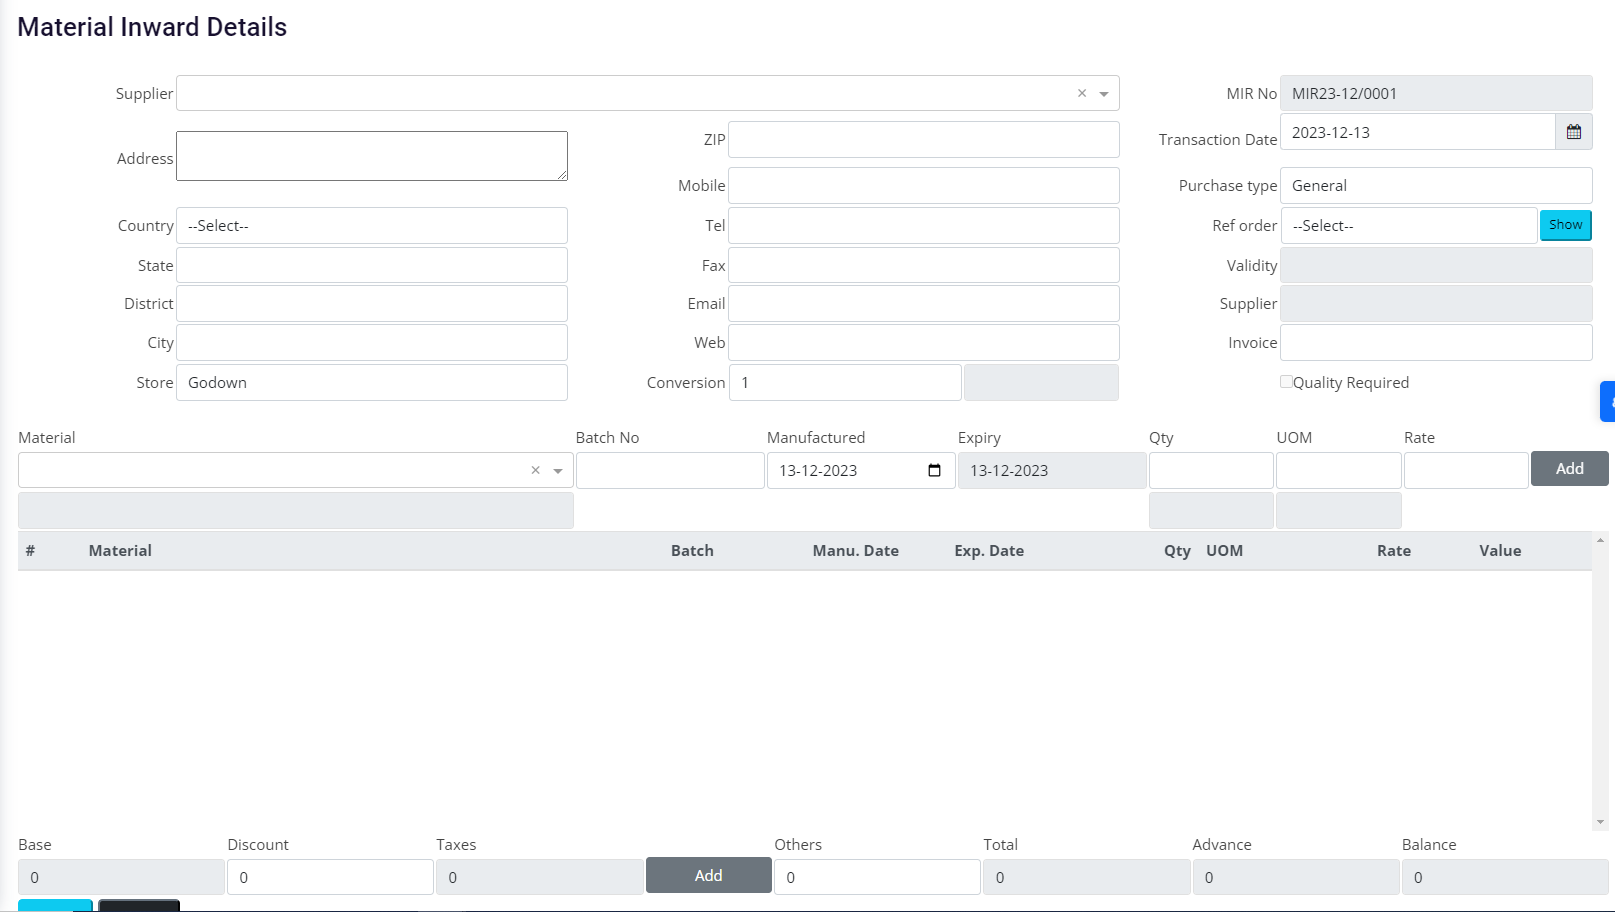 Material Inward Details
Supplier × MIR No MIR23-12/0001
Address ZIP Transaction Date 2023-12-13
Mobile Purchase type General
Country --Select-- Tel Ref order --Select-- Show
State Fax Validity
District Email Supplier
City Web Invoice
Store Godown Conversion 1 Quality Required
Material Batch No Manufactured Expiry Qty UOM Rate
× 13-12-2023 13-12-2023 Add
# Material Batch Manu. Date Exp. Date Qty UOM Rate Value
Base Discount Taxes Others Total Advance Balance
0 0 0 Add 0 0 0 0